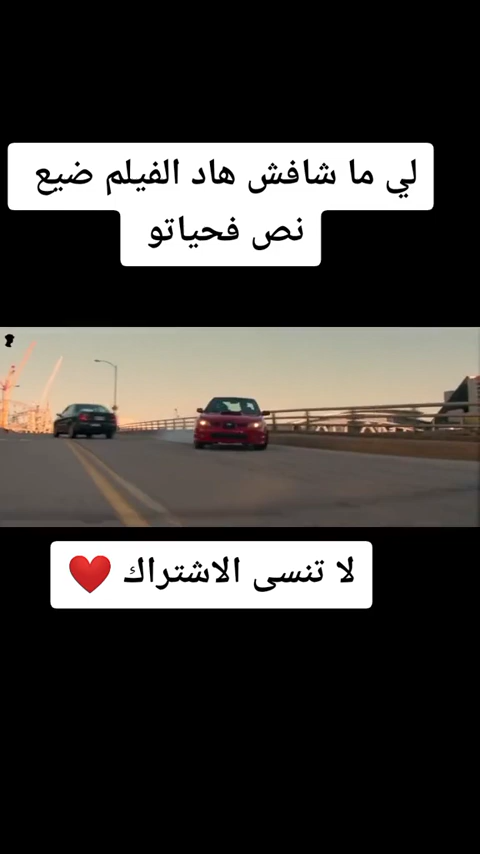 لي ما شافش هاد الفيلم ضيع
نص فحياتو
لا تنسى الاشتراك ❤️